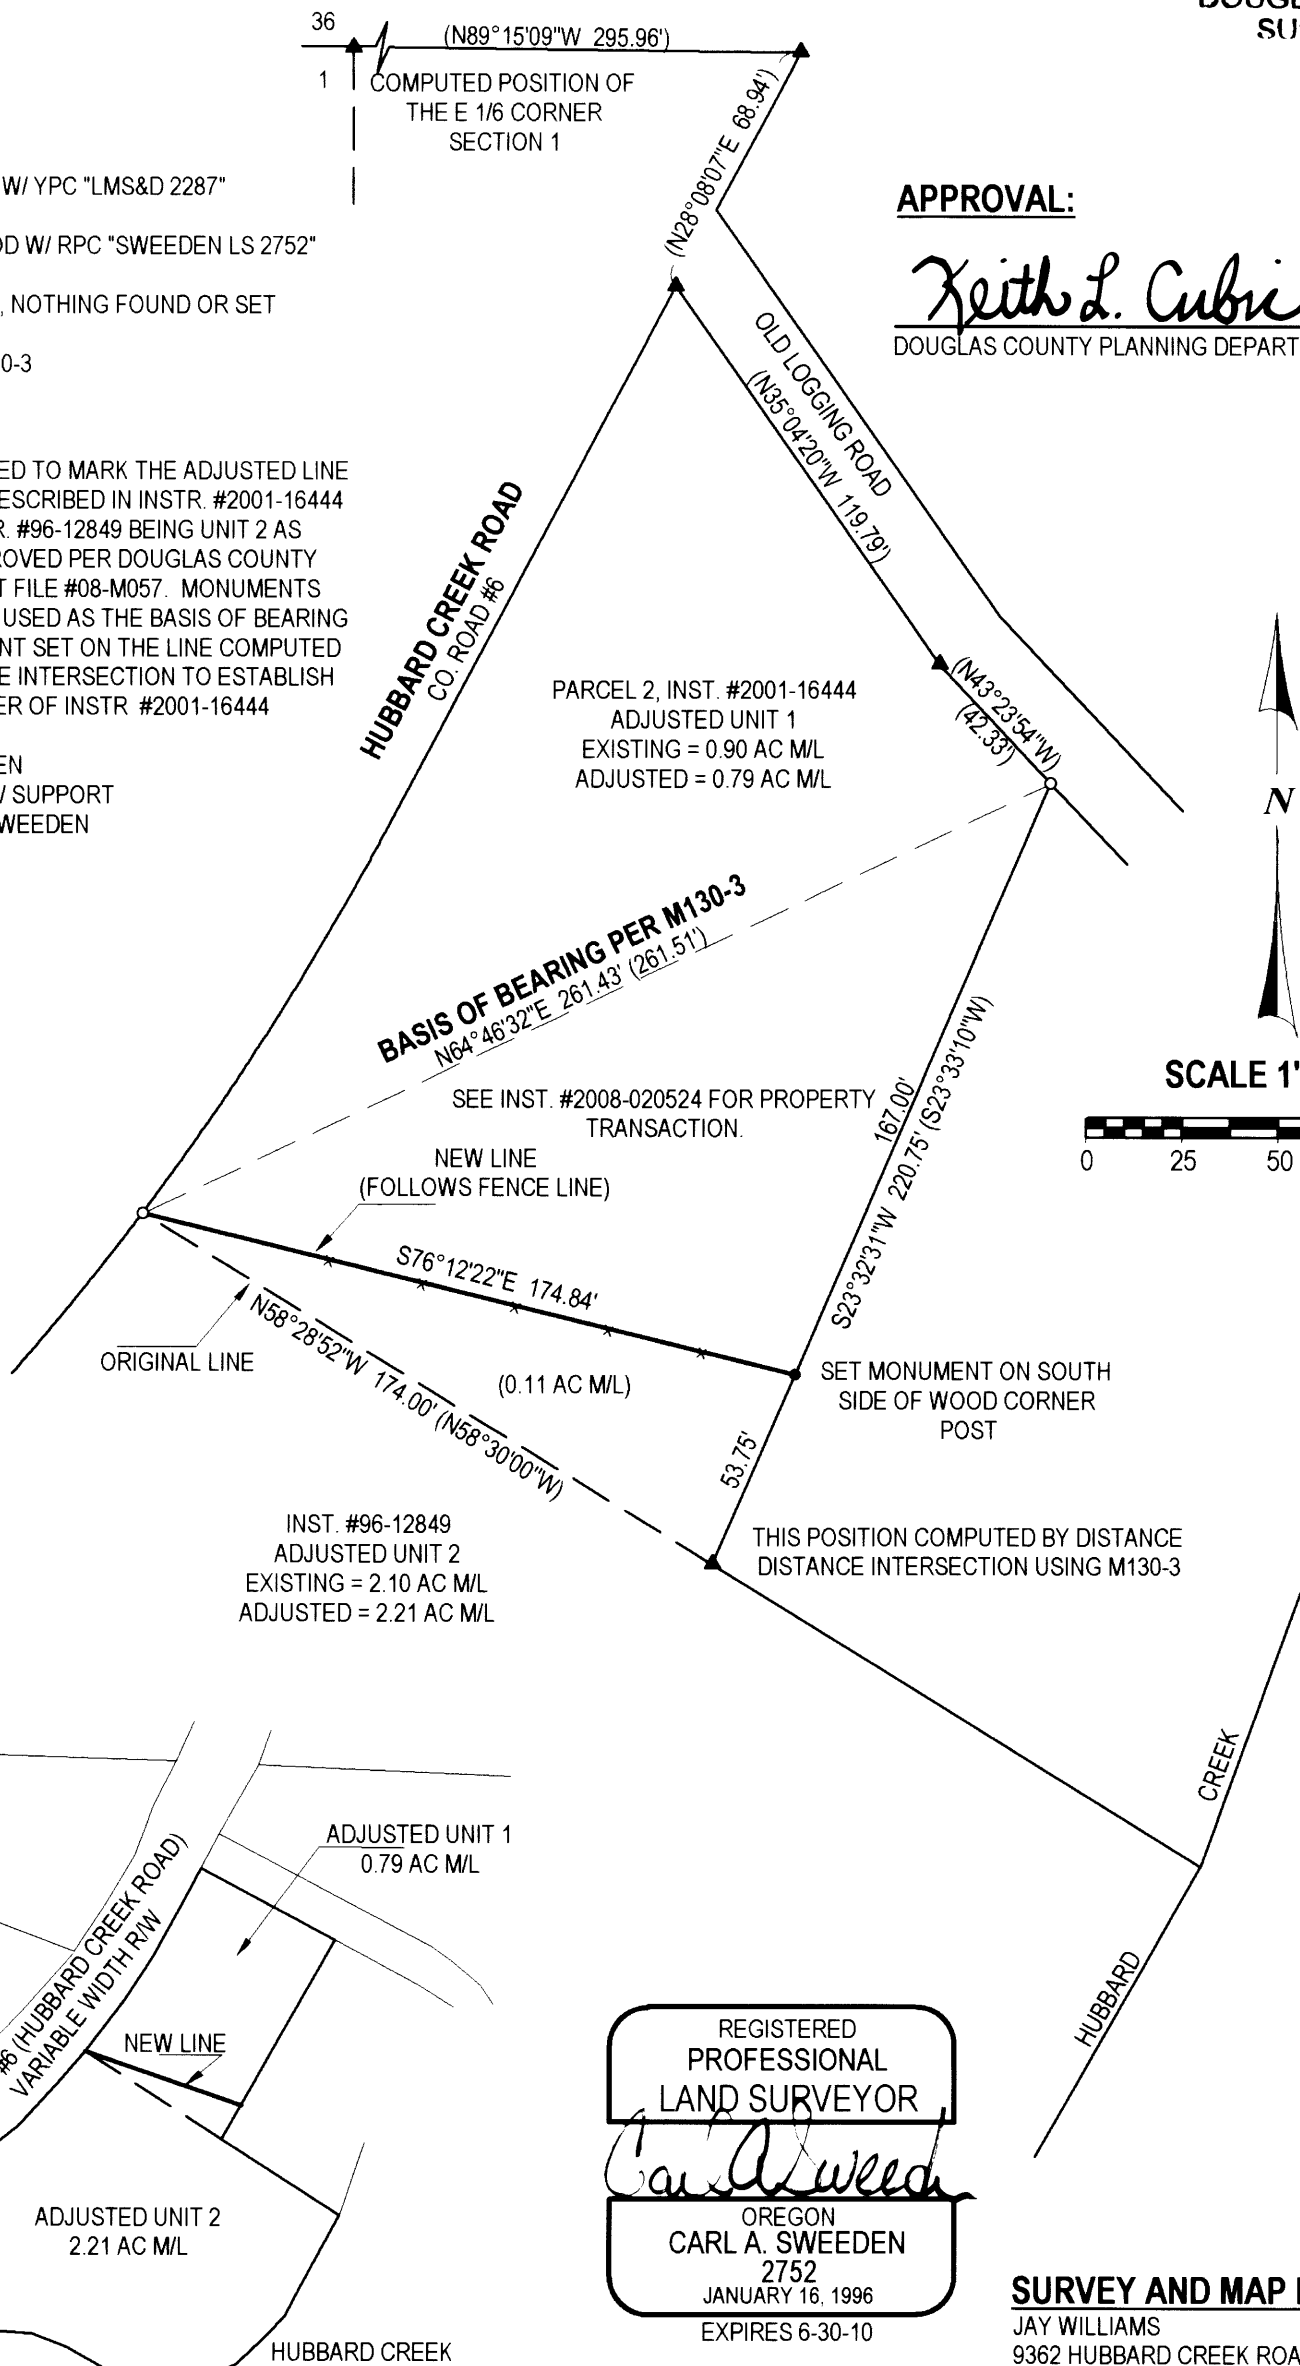 36
(N89°15'09"W 295.96')
1
COMPUTED POSITION OF
THE E 1/6 CORNER
SECTION 1
W/ YPC "LMS&D 2287"
W/ RPC "SWEEDEN LS 2752"
, NOTHING FOUND OR SET
0-3
(N28°08'07"E 68.94')
APPROVAL:
Keith L.
DOUGLAS COUNTY PLANNING DEPART
OLD LOGGING ROAD
(N35°04'20"W 119.79')
ED TO MARK THE ADJUSTED LINE
ESCRIBED IN INSTR. #2001-16444
R. #96-12849 BEING UNIT 2 AS
ROVED PER DOUGLAS COUNTY
T FILE #08-M057. MONUMENTS
USED AS THE BASIS OF BEARING
NT SET ON THE LINE COMPUTED
E INTERSECTION TO ESTABLISH
ER OF INSTR #2001-16444
EN
/ SUPPORT
WEEDEN
HUBBARD CREEK ROAD
CO. ROAD #6
PARCEL 2, INST. #2001-16444
ADJUSTED UNIT 1
EXISTING = 0.90 AC M/L
ADJUSTED = 0.79 AC M/L
(N43°23'54"W)
(42.33')
N
BASIS OF BEARING PER M130-3
N64°46'32"E 261.43' (261.51')
SCALE 1"
0 25 50
167.00'
S23°32'31"W 220.75' (S23°33'10"W)
SEE INST. #2008-020524 FOR PROPERTY
TRANSACTION.
NEW LINE
(FOLLOWS FENCE LINE)
S76°12'22"E 174.84'
ORIGINAL LINE
N58°28'52"W 174.00' (N58°30'00"W)
(0.11 AC M/L)
SET MONUMENT ON SOUTH
SIDE OF WOOD CORNER
POST
53.75'
INST. #96-12849
ADJUSTED UNIT 2
EXISTING = 2.10 AC M/L
ADJUSTED = 2.21 AC M/L
THIS POSITION COMPUTED BY DISTANCE
DISTANCE INTERSECTION USING M130-3
CREEK
HUBBARD
ADJUSTED UNIT 1
0.79 AC M/L
#6 (HUBBARD CREEK ROAD)
VARIABLE WIDTH R/W
NEW LINE
ADJUSTED UNIT 2
2.21 AC M/L
HUBBARD CREEK
REGISTERED
PROFESSIONAL
LAND SURVEYOR
Carl A Sweeden
OREGON
CARL A. SWEEDEN
2752
JANUARY 16, 1996
EXPIRES 6-30-10
SURVEY AND MAP
JAY WILLIAMS
9362 HUBBARD CREEK ROA